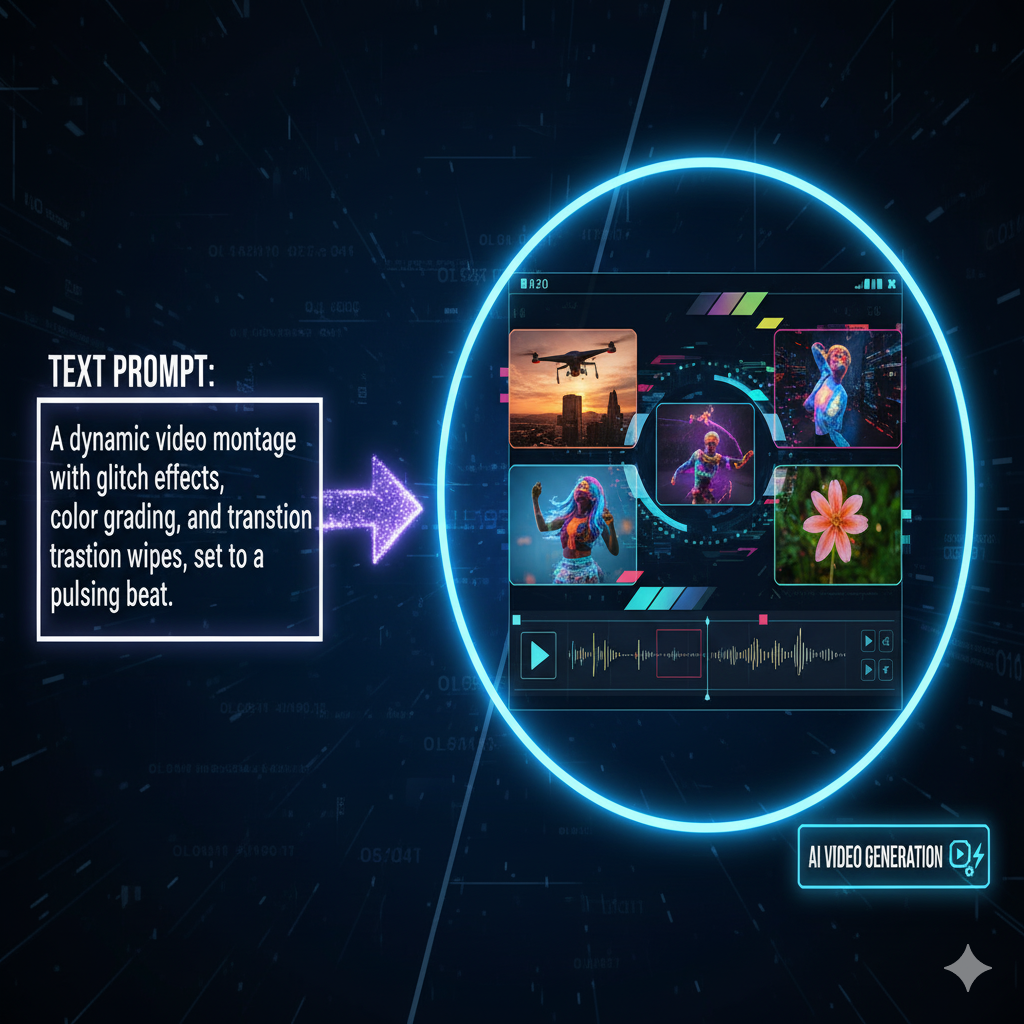 TEXT PROMPT:
A dynamic video montage
with glitch effects,
color grading, and transtion
trastion wipes, set to a
pulsing beat.
AI VIDEO GENERATION